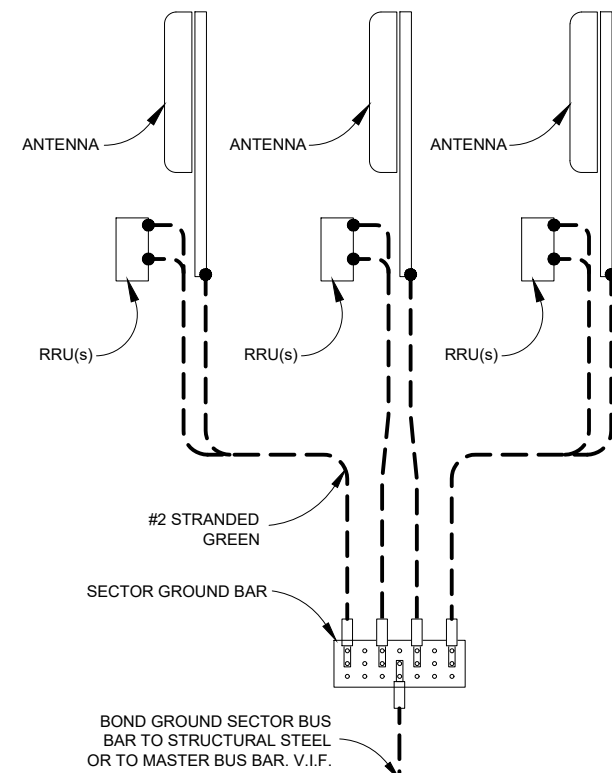 ANTENNA
ANTENNA
ANTENNA
RRU(s)
RRU(s)
RRU(s)
#2 STRANDED
GREEN
SECTOR GROUND BAR
BOND GROUND SECTOR BUS
BAR TO STRUCTURAL STEEL
OR TO MASTER BUS BAR. V.I.F.